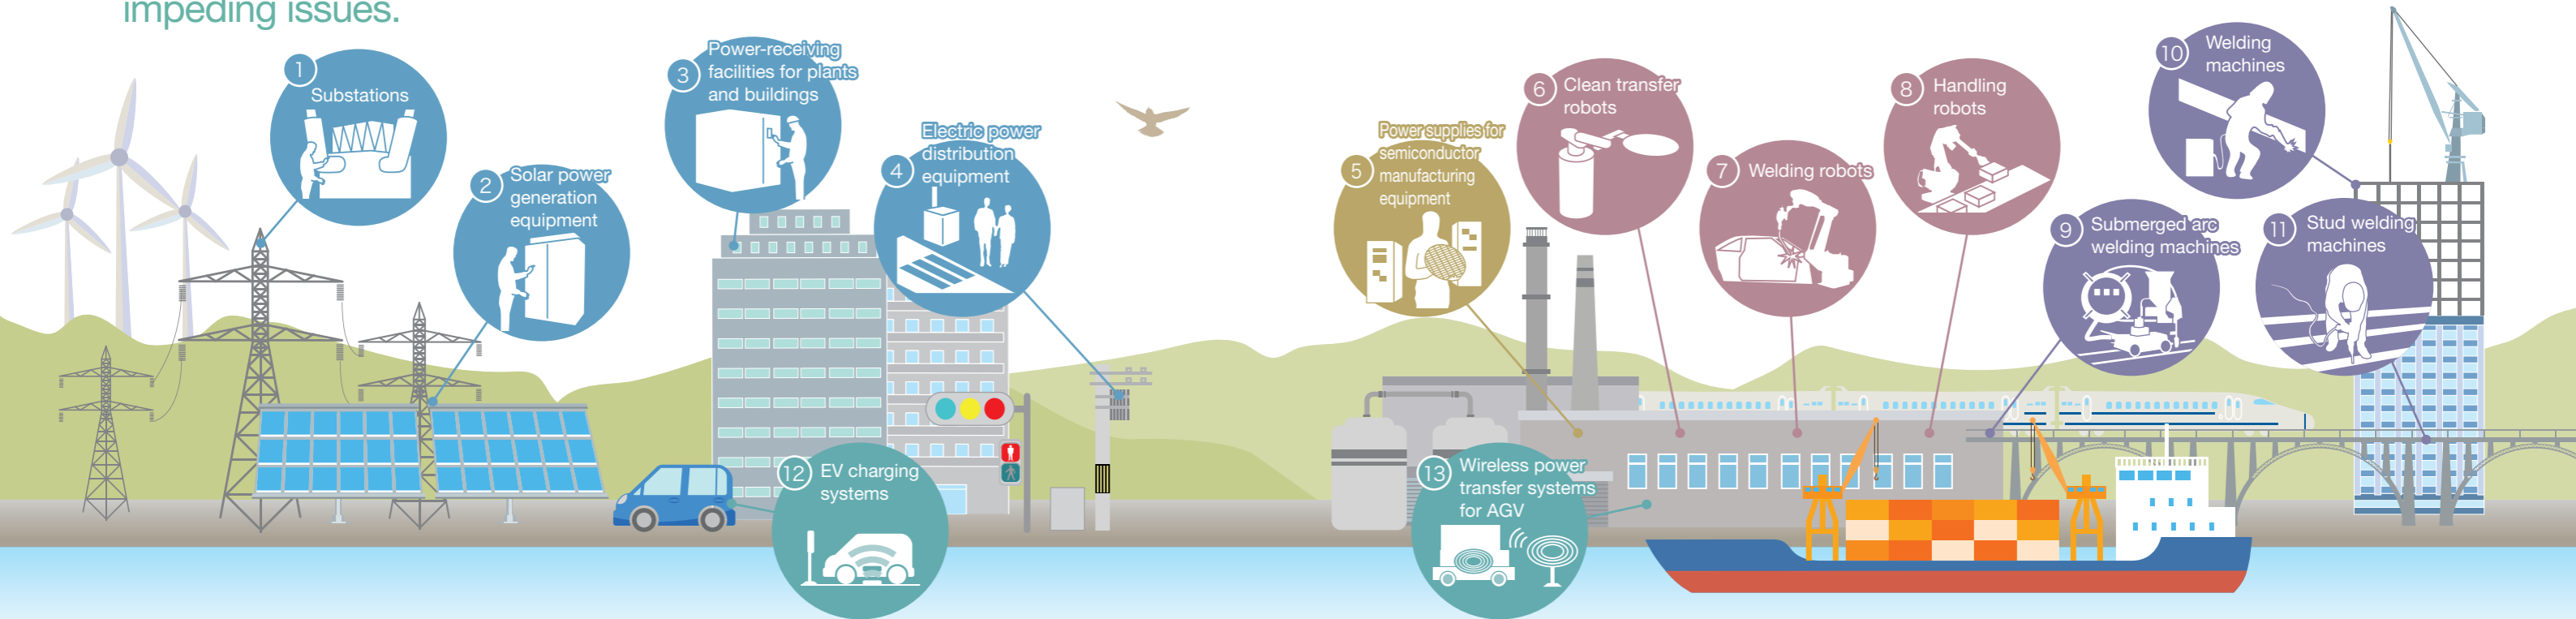 impeding issues.
1
Substations
2
Solar power
generation
equipment
3
Power-receiving
facilities for plants
and buildings
4
Electric power
distribution
equipment
5
Power supplies for
semiconductor
manufacturing
equipment
6
Clean transfer
robots
7
Welding robots
8
Handling
robots
9
Submerged arc
welding machines
10
Welding
machines
11
Stud welding
machines
12
EV charging
systems
13
Wireless power
transfer systems
for AGV